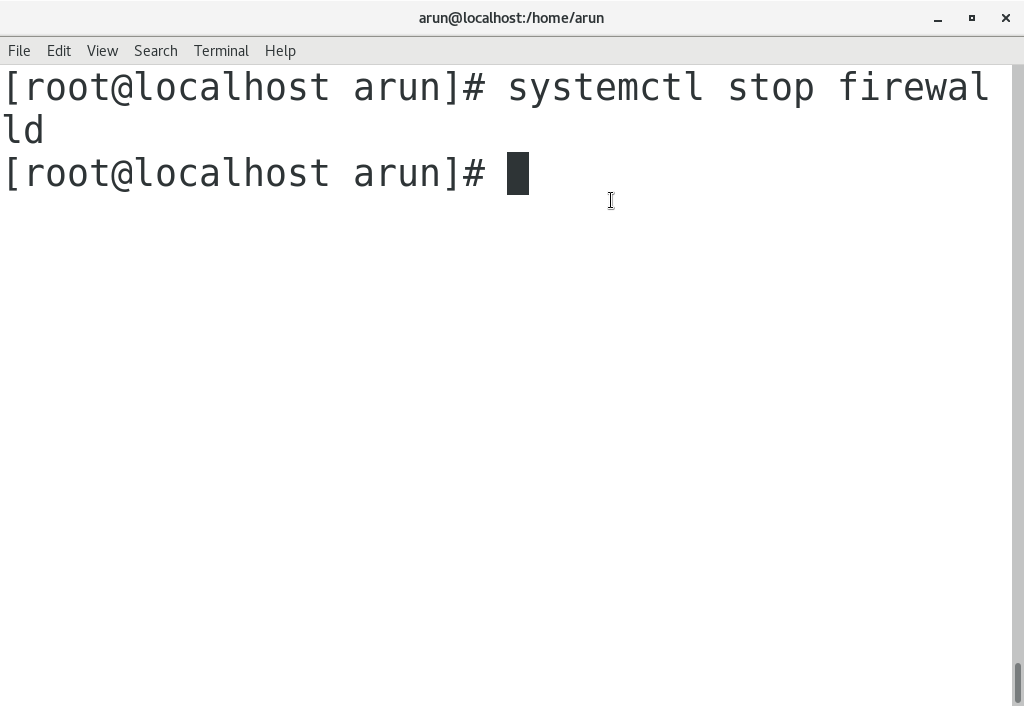 arun@localhost:/home/arun
File Edit View Search Terminal Help
[root@localhost arun]# systemctl stop firewal
ld
[root@localhost arun]#